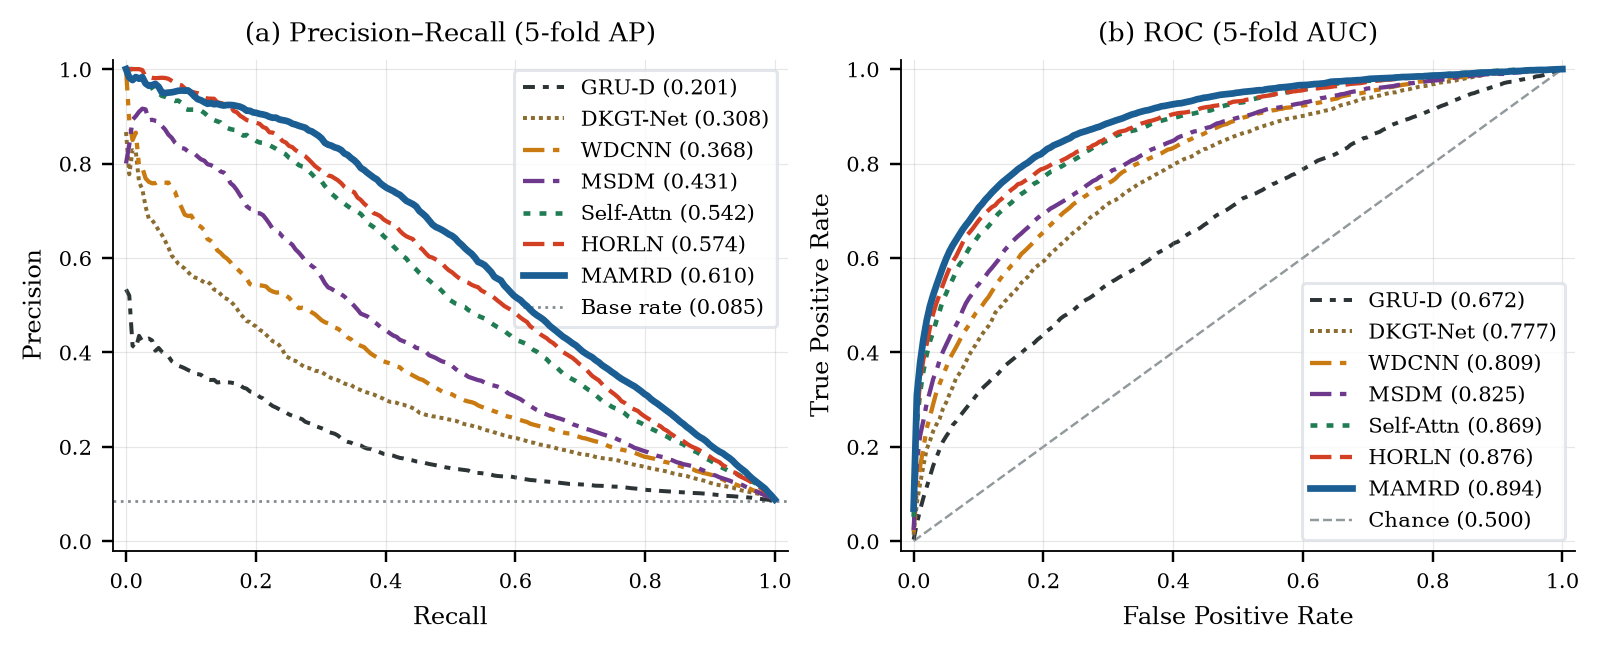 (a) Precision–Recall (5-fold AP)
1.0
0.8
0.6
0.4
0.2
0.0
Precision
GRU-D (0.201)
DKGT-Net (0.308)
WDCNN (0.368)
MSDM (0.431)
Self-Attn (0.542)
HORLN (0.574)
MAMRD (0.610)
Base rate (0.085)
0.0 0.2 0.4 0.6 0.8 1.0
Recall
(b) ROC (5-fold AUC)
1.0
0.8
0.6
0.4
0.2
0.0
True Positive Rate
GRU-D (0.672)
DKGT-Net (0.777)
WDCNN (0.809)
MSDM (0.825)
Self-Attn (0.869)
HORLN (0.876)
MAMRD (0.894)
Chance (0.500)
0.0 0.2 0.4 0.6 0.8 1.0
False Positive Rate